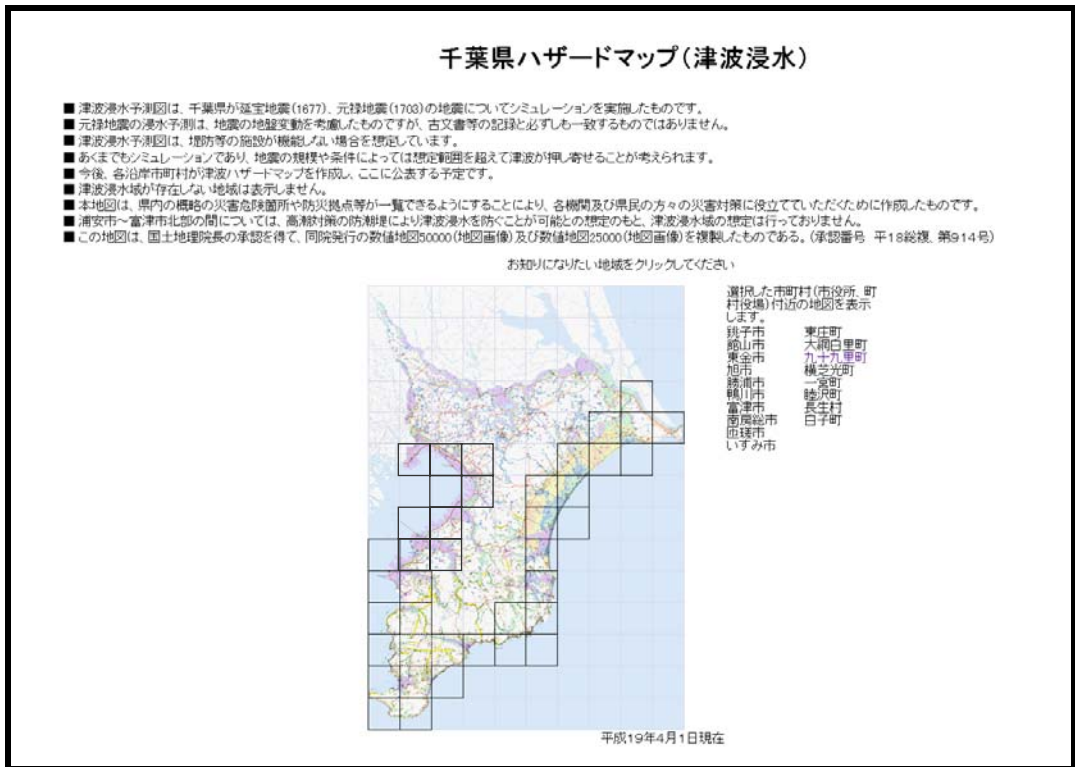 千葉県ハザードマップ(津波浸水)
■ 津波浸水予測図は、千葉県が延宝地震(1677)、元禄地震(1703)の地震についてシミュレーションを実施したものです。
■ 元禄地震の浸水予測は、地震の地盤変動を考慮したものですが、古文書等の記録と必ずしも一致するものではありません。
■ 津波浸水予測図は、堤防等の施設が機能しない場合を想定しています。
■ あくまでもシミュレーションであり、地震の規模や条件によっては想定範囲を超えて津波が押し寄せることが考えられます。
■ 今後、各沿岸市町村が津波ハザードマップを作成し、ここに公表する予定です。
■ 津波浸水域が存在しない地域は表示しません。
■ 本地図は、県内の概略の災害危険箇所や防災拠点等が一覧できるようにすることにより、各機関及び県民の方々の災害対策に役立てていただくために作成したものです。
■ 浦安市～富津市北部の間については、高潮対策の防潮堤により津波浸水を防ぐことが可能との想定のもと、津波浸水域の想定は行っておりません。
■ この地図は、国土地理院長の承認を得て、同院発行の数値地図50000(地図画像)及び数値地図25000(地図画像)を複製したものである。(承認番号 平18総複、第914号)
お知りになりたい地域をクリックしてください
選択した市町村(市役所、町
村役場)付近の地図を表示
します。
銚子市 東庄町
館山市 大網白里町
東金市 九十九里町
旭市 横芝光町
勝浦市 一宮町
鴨川市 睦沢町
富津市 長生村
南房総市 白子町
匝瑳市
いすみ市
平成19年4月1日現在